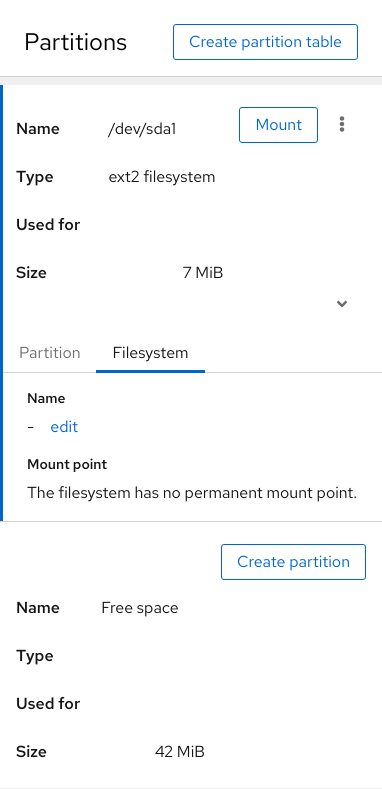 Partitions Create partition table
Name /dev/sda1 Mount
Type ext2 filesystem
Used for
Size 7 MiB
Partition Filesystem
Name
- edit
Mount point
The filesystem has no permanent mount point.
Create partition
Name Free space
Type
Used for
Size 42 MiB